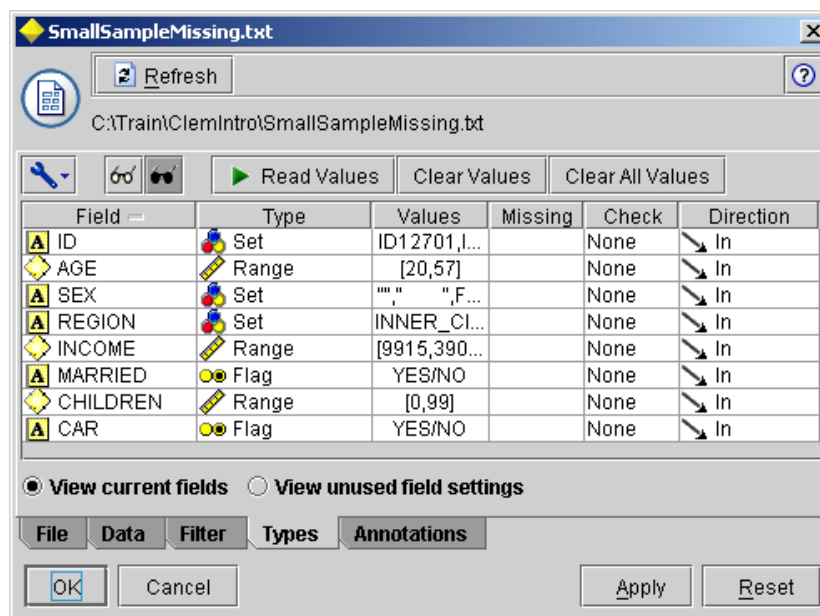 SmallSampleMissing.txt
Refresh
C:\Train\ClemIntro\SmallSampleMissing.txt
Read Values Clear Values Clear All Values
Field Type Values Missing Check Direction
A ID Set ID12701,I... None In
AGE Range [20,57] None In
A SEX Set ""," ",F... None In
A REGION Set INNER_CI... None In
INCOME Range [9915,390... None In
A MARRIED Flag YES/NO None In
CHILDREN Range [0,99] None In
A CAR Flag YES/NO None In
View current fields View unused field settings
File Data Filter Types Annotations
OK Cancel Apply Reset